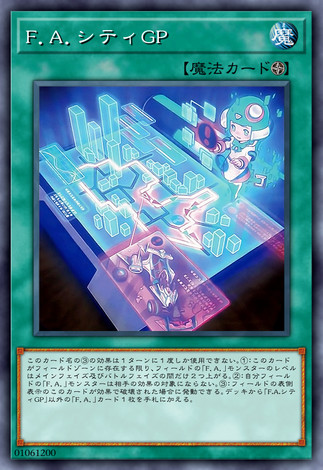 F.A.シティGP
魔
【魔法カード】
このカード名の③の効果は1ターンに1度しか使用できない。①:このカード
がフィールドゾーンに存在する限り、フィールドの「F.A.」モンスターのレベル
はメインフェイズ及びバトルフェイズの間だけ2つ上がる。②:自分フィール
ドの「F.A.」モンスターは相手の効果の対象にならない。③:フィールドの表側
表示のこのカードが効果で破壊された場合に発動できる。デッキから「F.A.シテ
ィGP」以外の「F.A.」カード1枚を手札に加える。
01061200